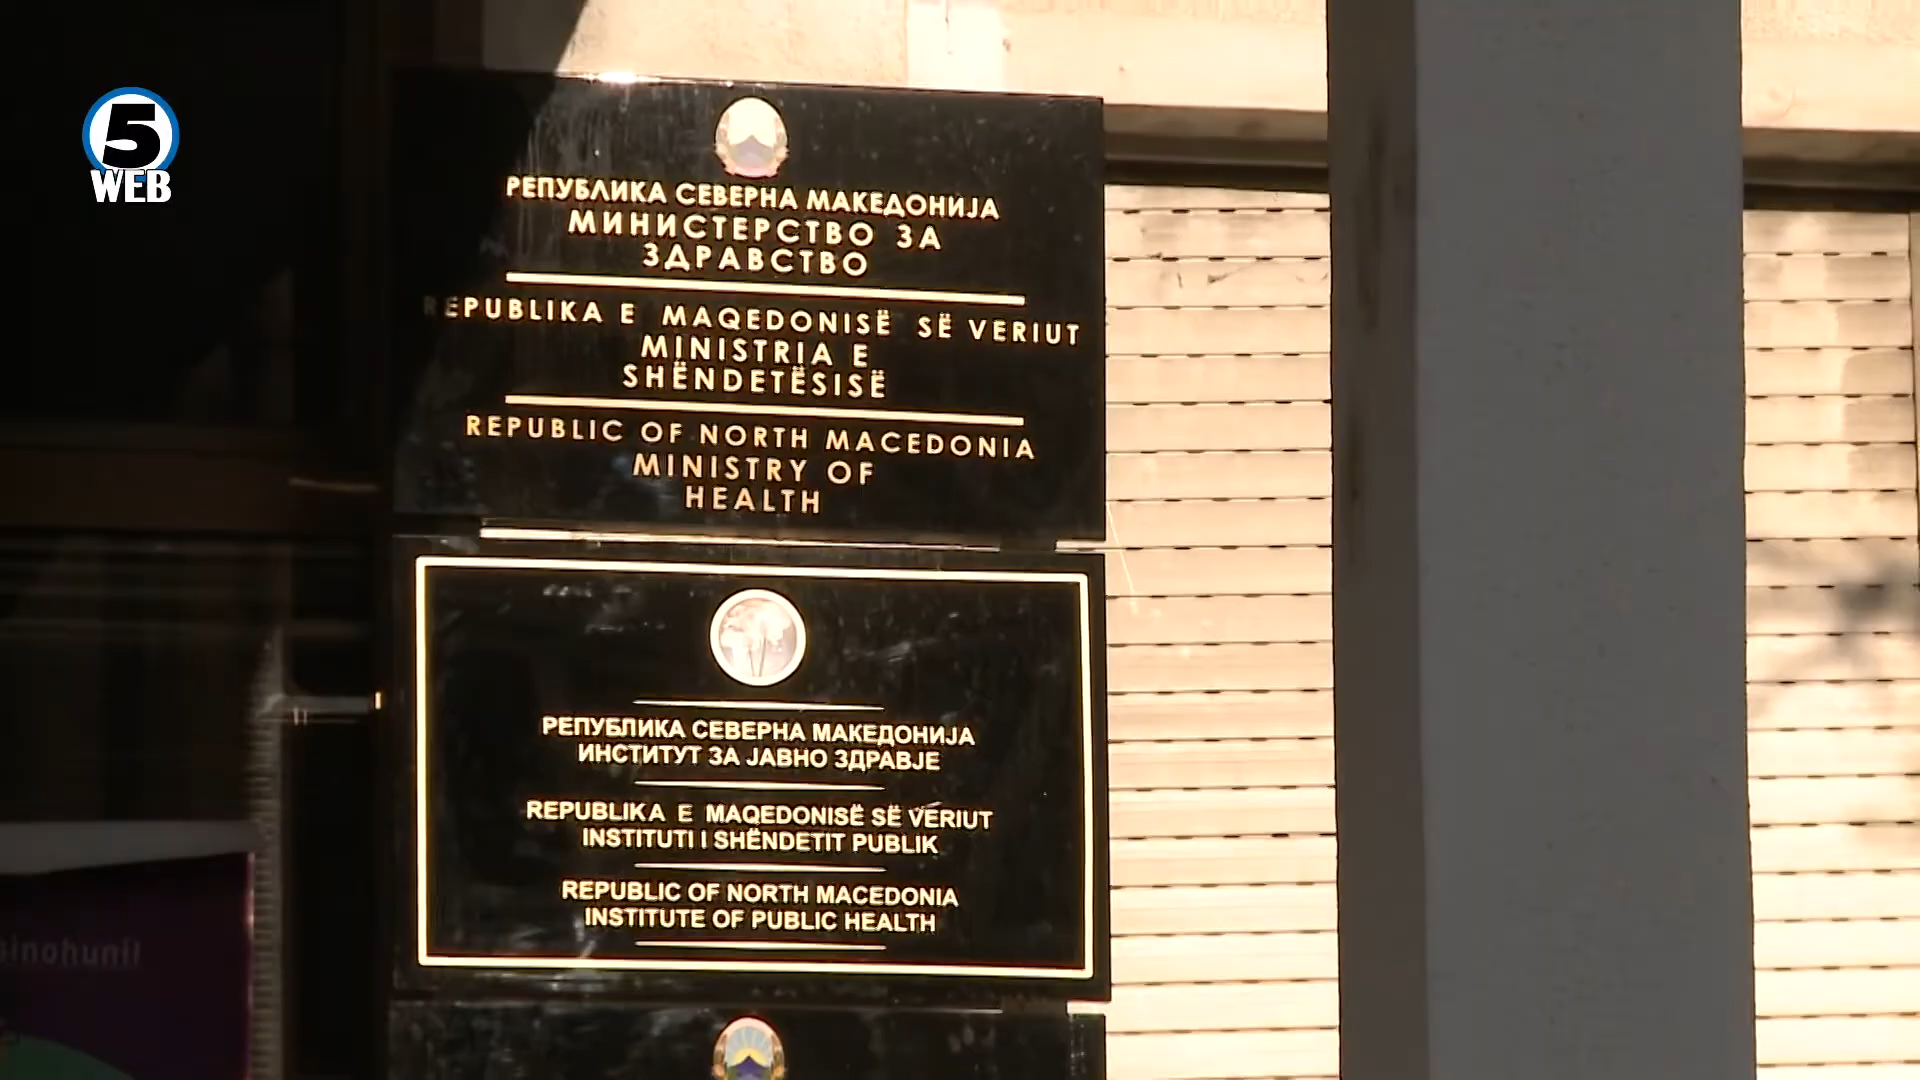 5
WEB
РЕПУБЛИКА СЕВЕРНА МАКЕДОНИЈА
МИНИСТЕРСТВО ЗА
ЗДРАВСТВО
REPUBLIKA E MAQEDONISË SË VERIUT
MINISTRIA E
SHËNDETËSISË
REPUBLIC OF NORTH MACEDONIA
MINISTRY OF
HEALTH
РЕПУБЛИКА СЕВЕРНА МАКЕДОНИЈА
ИНСТИТУТ ЗА ЈАВНО ЗДРАВЈЕ
REPUBLIKA E MAQEDONISË SË VERIUT
INSTITUTI I SHËNDETIT PUBLIK
REPUBLIC OF NORTH MACEDONIA
INSTITUTE OF PUBLIC HEALTH